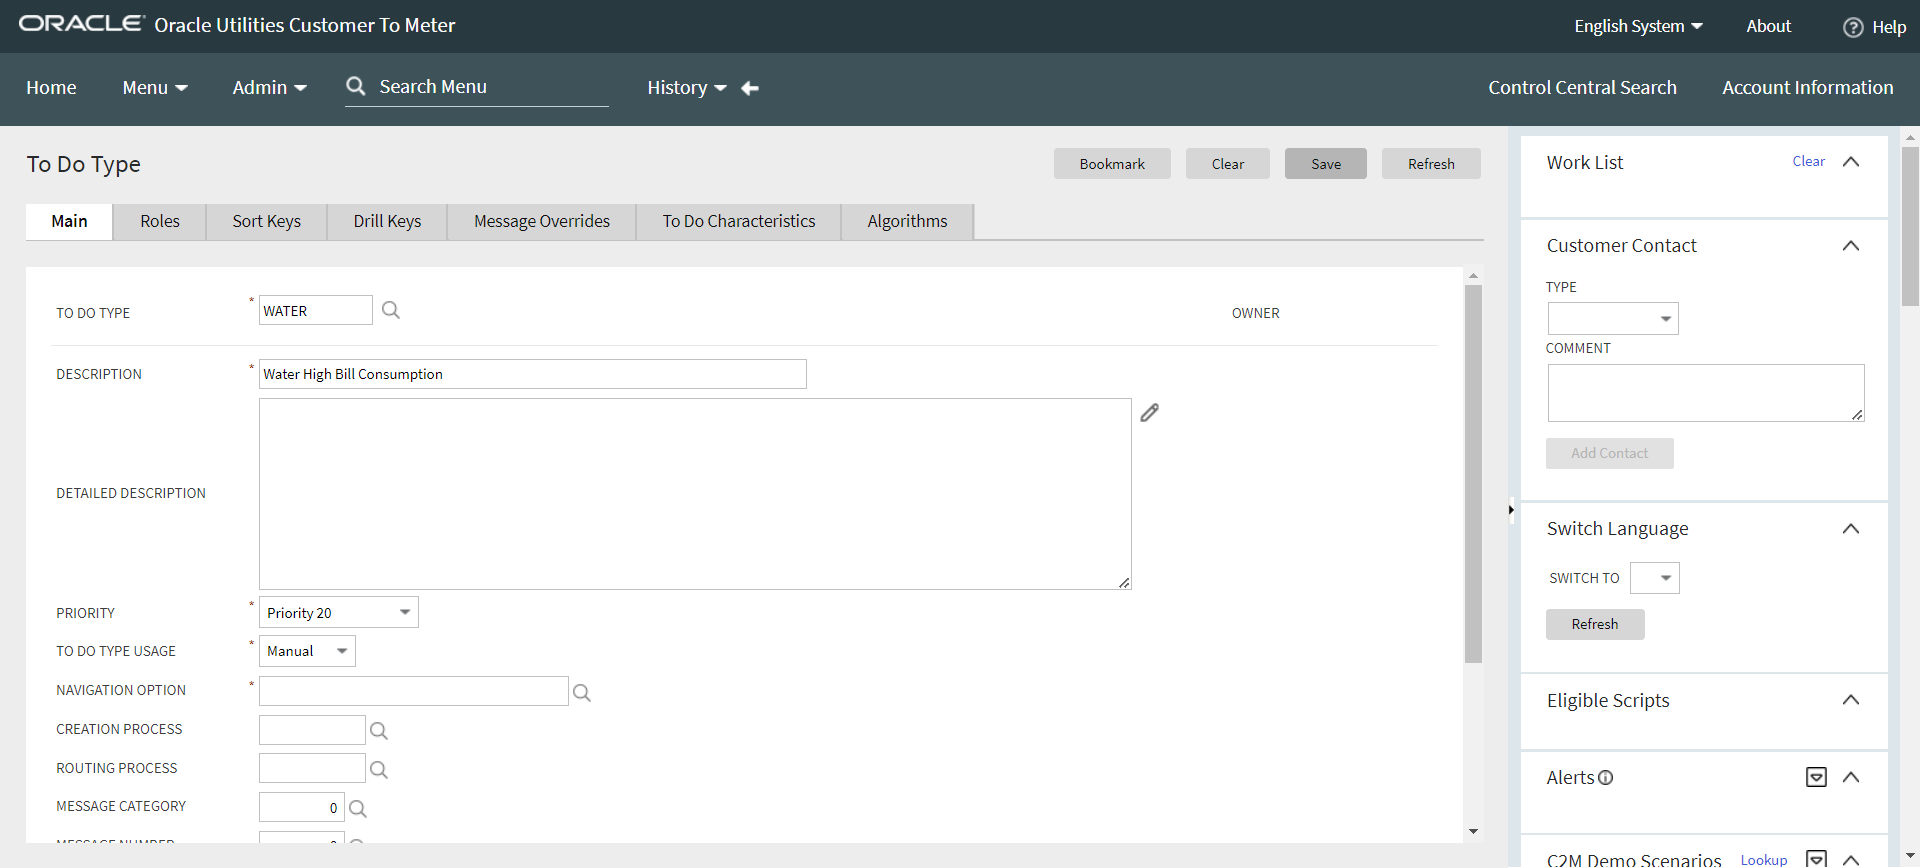 ORACLE Oracle Utilities Customer To Meter
English System About Help
Home Menu Admin Search Menu History Control Central Search Account Information
To Do Type
Bookmark Clear Save Refresh
Main Roles Sort Keys Drill Keys Message Overrides To Do Characteristics Algorithms
TO DO TYPE * WATER OWNER
DESCRIPTION * Water High Bill Consumption
DETAILED DESCRIPTION
PRIORITY * Priority 20
TO DO TYPE USAGE * Manual
NAVIGATION OPTION *
CREATION PROCESS
ROUTING PROCESS
MESSAGE CATEGORY 0
MESSAGE NUMBER
Work List Clear
Customer Contact
TYPE
COMMENT
Add Contact
Switch Language
SWITCH TO
Refresh
Eligible Scripts
Alerts
C2M Demo Scenarios Lookup